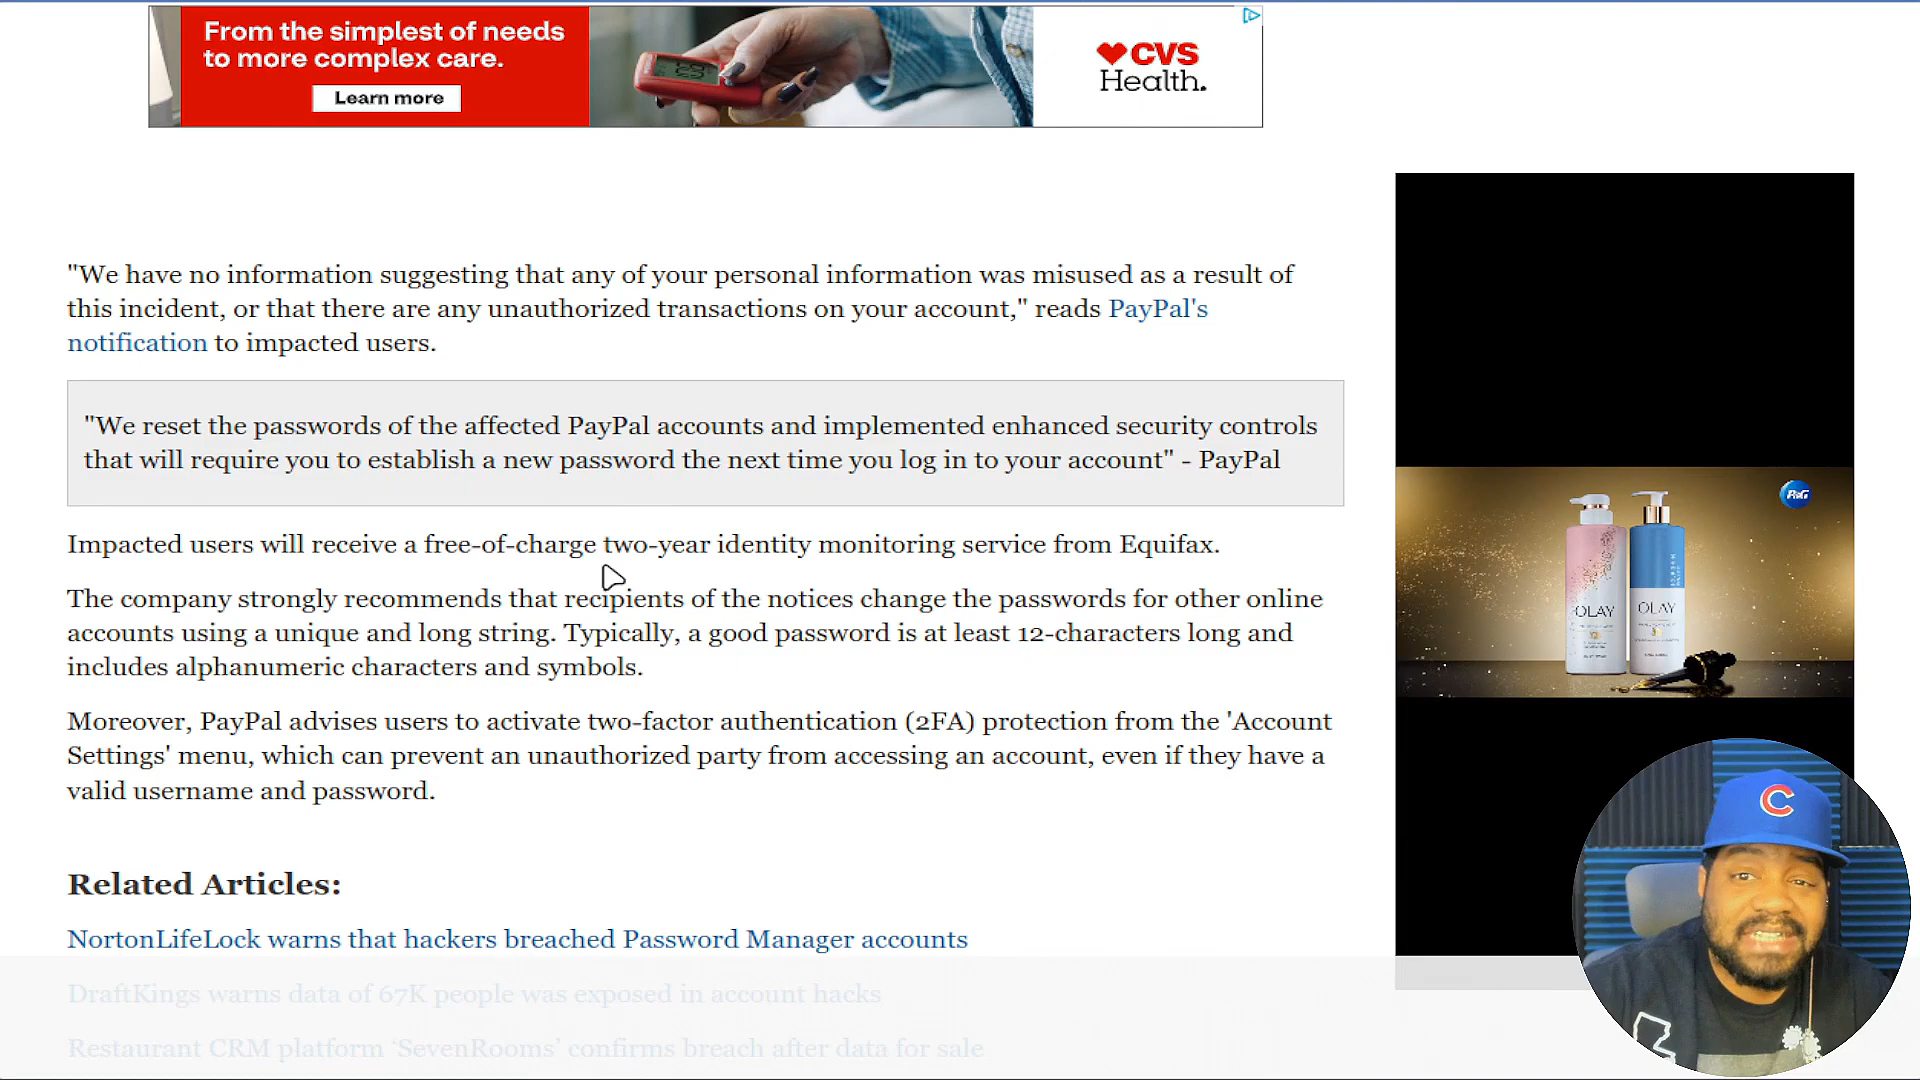 From the simplest of needs
to more complex care.
Learn more
CVS
Health.
"We have no information suggesting that any of your personal information was misused as a result of
this incident, or that there are any unauthorized transactions on your account," reads PayPal's
notification to impacted users.
"We reset the passwords of the affected PayPal accounts and implemented enhanced security controls
that will require you to establish a new password the next time you log in to your account" - PayPal
Impacted users will receive a free-of-charge two-year identity monitoring service from Equifax.
The company strongly recommends that recipients of the notices change the passwords for other online
accounts using a unique and long string. Typically, a good password is at least 12-characters long and
includes alphanumeric characters and symbols.
Moreover, PayPal advises users to activate two-factor authentication (2FA) protection from the 'Account
Settings' menu, which can prevent an unauthorized party from accessing an account, even if they have a
valid username and password.
Related Articles:
NortonLifeLock warns that hackers breached Password Manager accounts
DraftKings warns data of 67K people was exposed in account hacks
Restaurant CRM platform ‘SevenRooms’ confirms breach after data for sale
P&G
OLAY
OLAY
C